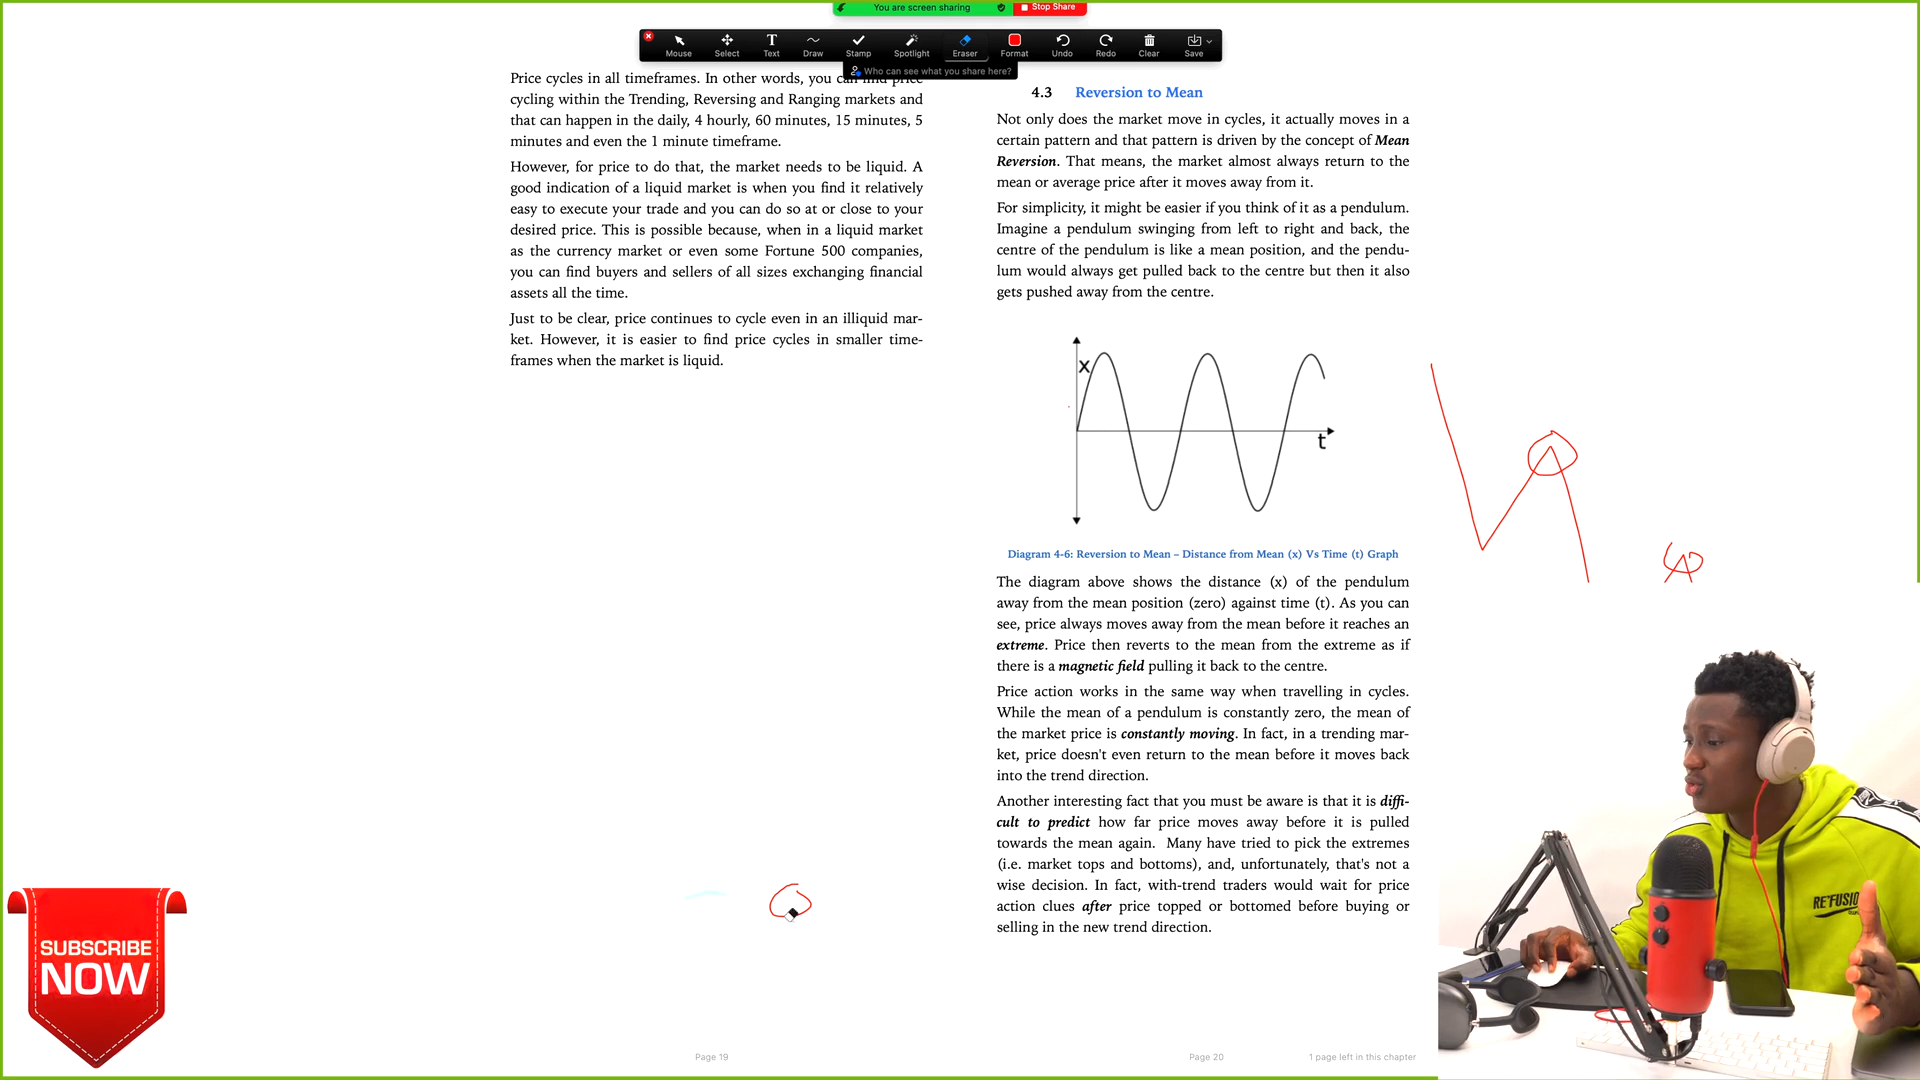 You are screen sharing
Stop Share
Mouse Select Text Draw Stamp Spotlight Eraser Format Undo Redo Clear Save
Who can see what you share here?
Price cycles in all timeframes. In other words, you can find price
cycling within the Trending, Reversing and Ranging markets and
that can happen in the daily, 4 hourly, 60 minutes, 15 minutes, 5
minutes and even the 1 minute timeframe.
However, for price to do that, the market needs to be liquid. A
good indication of a liquid market is when you find it relatively
easy to execute your trade and you can do so at or close to your
desired price. This is possible because, when in a liquid market
as the currency market or even some Fortune 500 companies,
you can find buyers and sellers of all sizes exchanging financial
assets all the time.
Just to be clear, price continues to cycle even in an illiquid mar-
ket. However, it is easier to find price cycles in smaller time-
frames when the market is liquid.
Page 19
4.3 Reversion to Mean
Not only does the market move in cycles, it actually moves in a
certain pattern and that pattern is driven by the concept of Mean
Reversion. That means, the market almost always return to the
mean or average price after it moves away from it.
For simplicity, it might be easier if you think of it as a pendulum.
Imagine a pendulum swinging from left to right and back, the
centre of the pendulum is like a mean position, and the pendu-
lum would always get pulled back to the centre but then it also
gets pushed away from the centre.
x
t
Diagram 4-6: Reversion to Mean – Distance from Mean (x) Vs Time (t) Graph
The diagram above shows the distance (x) of the pendulum
away from the mean position (zero) against time (t). As you can
see, price always moves away from the mean before it reaches an
extreme. Price then reverts to the mean from the extreme as if
there is a magnetic field pulling it back to the centre.
Price action works in the same way when travelling in cycles.
While the mean of a pendulum is constantly zero, the mean of
the market price is constantly moving. In fact, in a trending mar-
ket, price doesn't even return to the mean before it moves back
into the trend direction.
Another interesting fact that you must be aware is that it is diffi-
cult to predict how far price moves away before it is pulled
towards the mean again. Many have tried to pick the extremes
(i.e. market tops and bottoms), and, unfortunately, that's not a
wise decision. In fact, with-trend traders would wait for price
action clues after price topped or bottomed before buying or
selling in the new trend direction.
Page 20
1 page left in this chapter
SUBSCRIBE
NOW